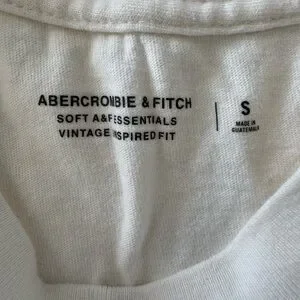 ABERCROMBIE & FITCH
SOFT A&F ESSENTIALS
VINTAGE INSPIRED FIT
S
MADE IN
GUATEMALA